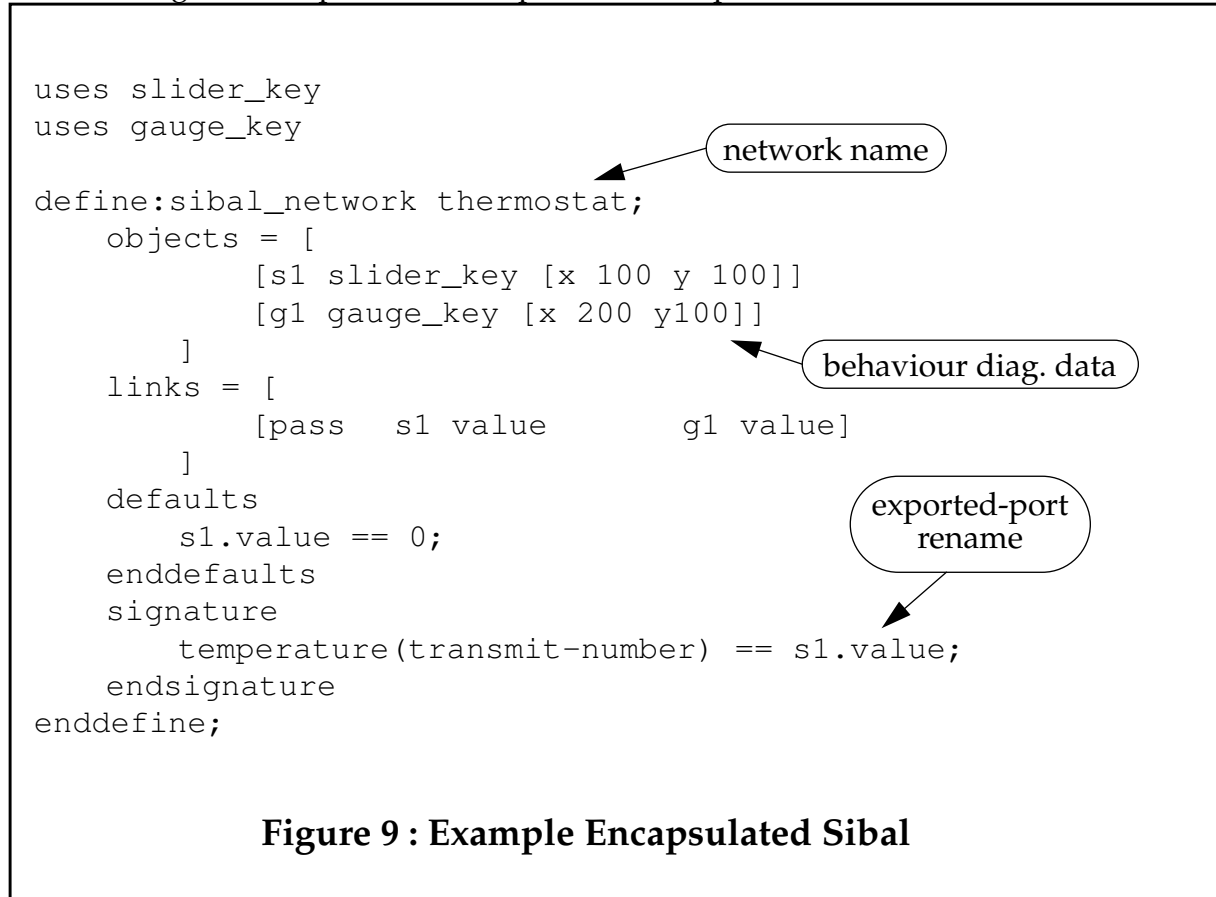 uses slider_key
uses gauge_key
network name
define:sibal_network thermostat;
objects = [
[s1 slider_key [x 100 y 100]]
[g1 gauge_key [x 200 y100]]
]
behaviour diag. data
links = [
[pass s1 value g1 value]
]
defaults
exported-port
rename
s1.value == 0;
enddefaults
signature
temperature(transmit-number) == s1.value;
endsignature
enddefine;
Figure 9 : Example Encapsulated Sibal